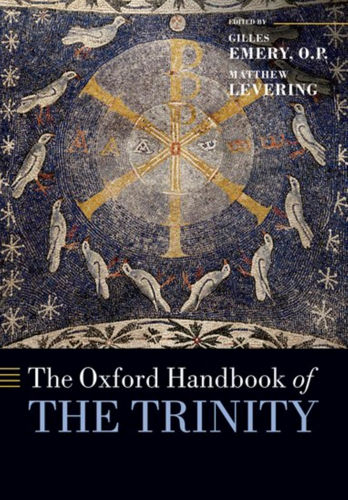 EDITED BY
GILLES
EMERY, O.P.
MATTHEW
LEVERING
The Oxford Handbook of
THE TRINITY